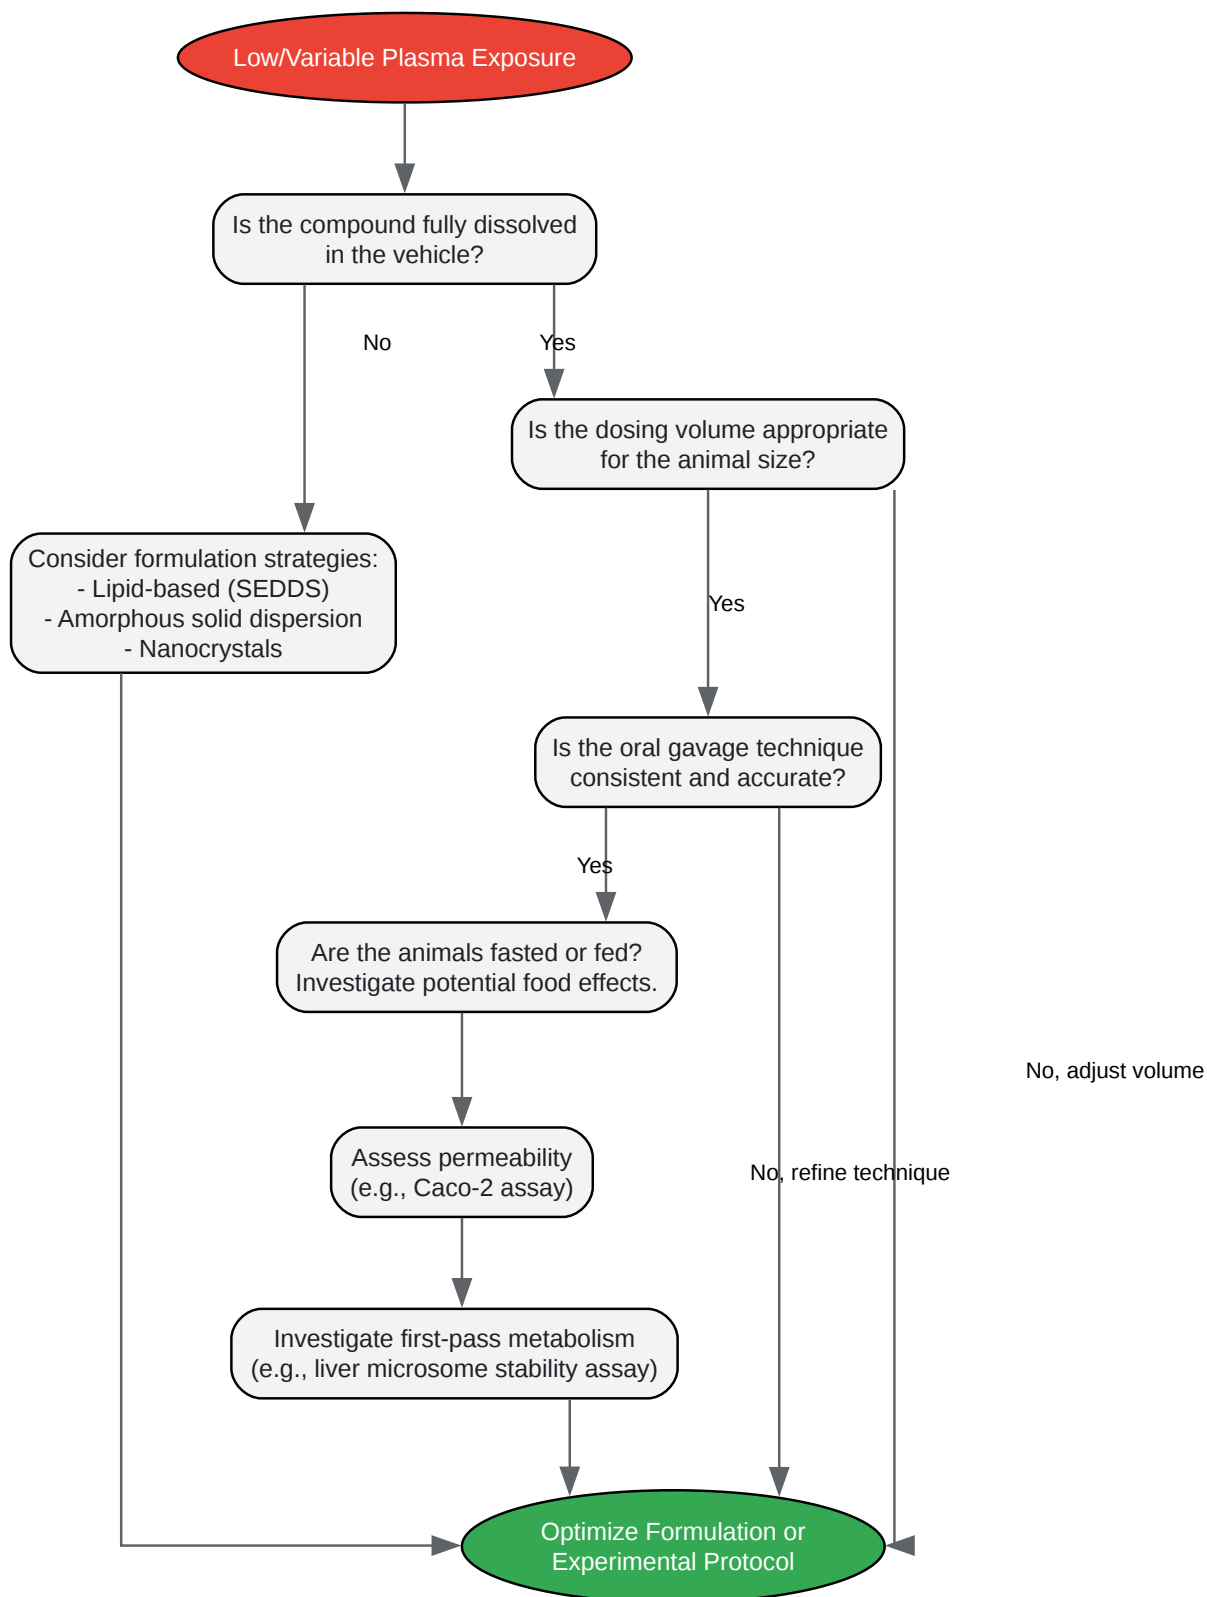 Low/Variable Plasma Exposure
Is the compound fully dissolved
in the vehicle?
No
Yes
Is the dosing volume appropriate
for the animal size?
Consider formulation strategies:
- Lipid-based (SEDDS)
- Amorphous solid dispersion
- Nanocrystals
Yes
Is the oral gavage technique
consistent and accurate?
Yes
Are the animals fasted or fed?
Investigate potential food effects.
No, adjust volume
Assess permeability
(e.g., Caco-2 assay)
No, refine technique
Investigate first-pass metabolism
(e.g., liver microsome stability assay)
Optimize Formulation or
Experimental Protocol